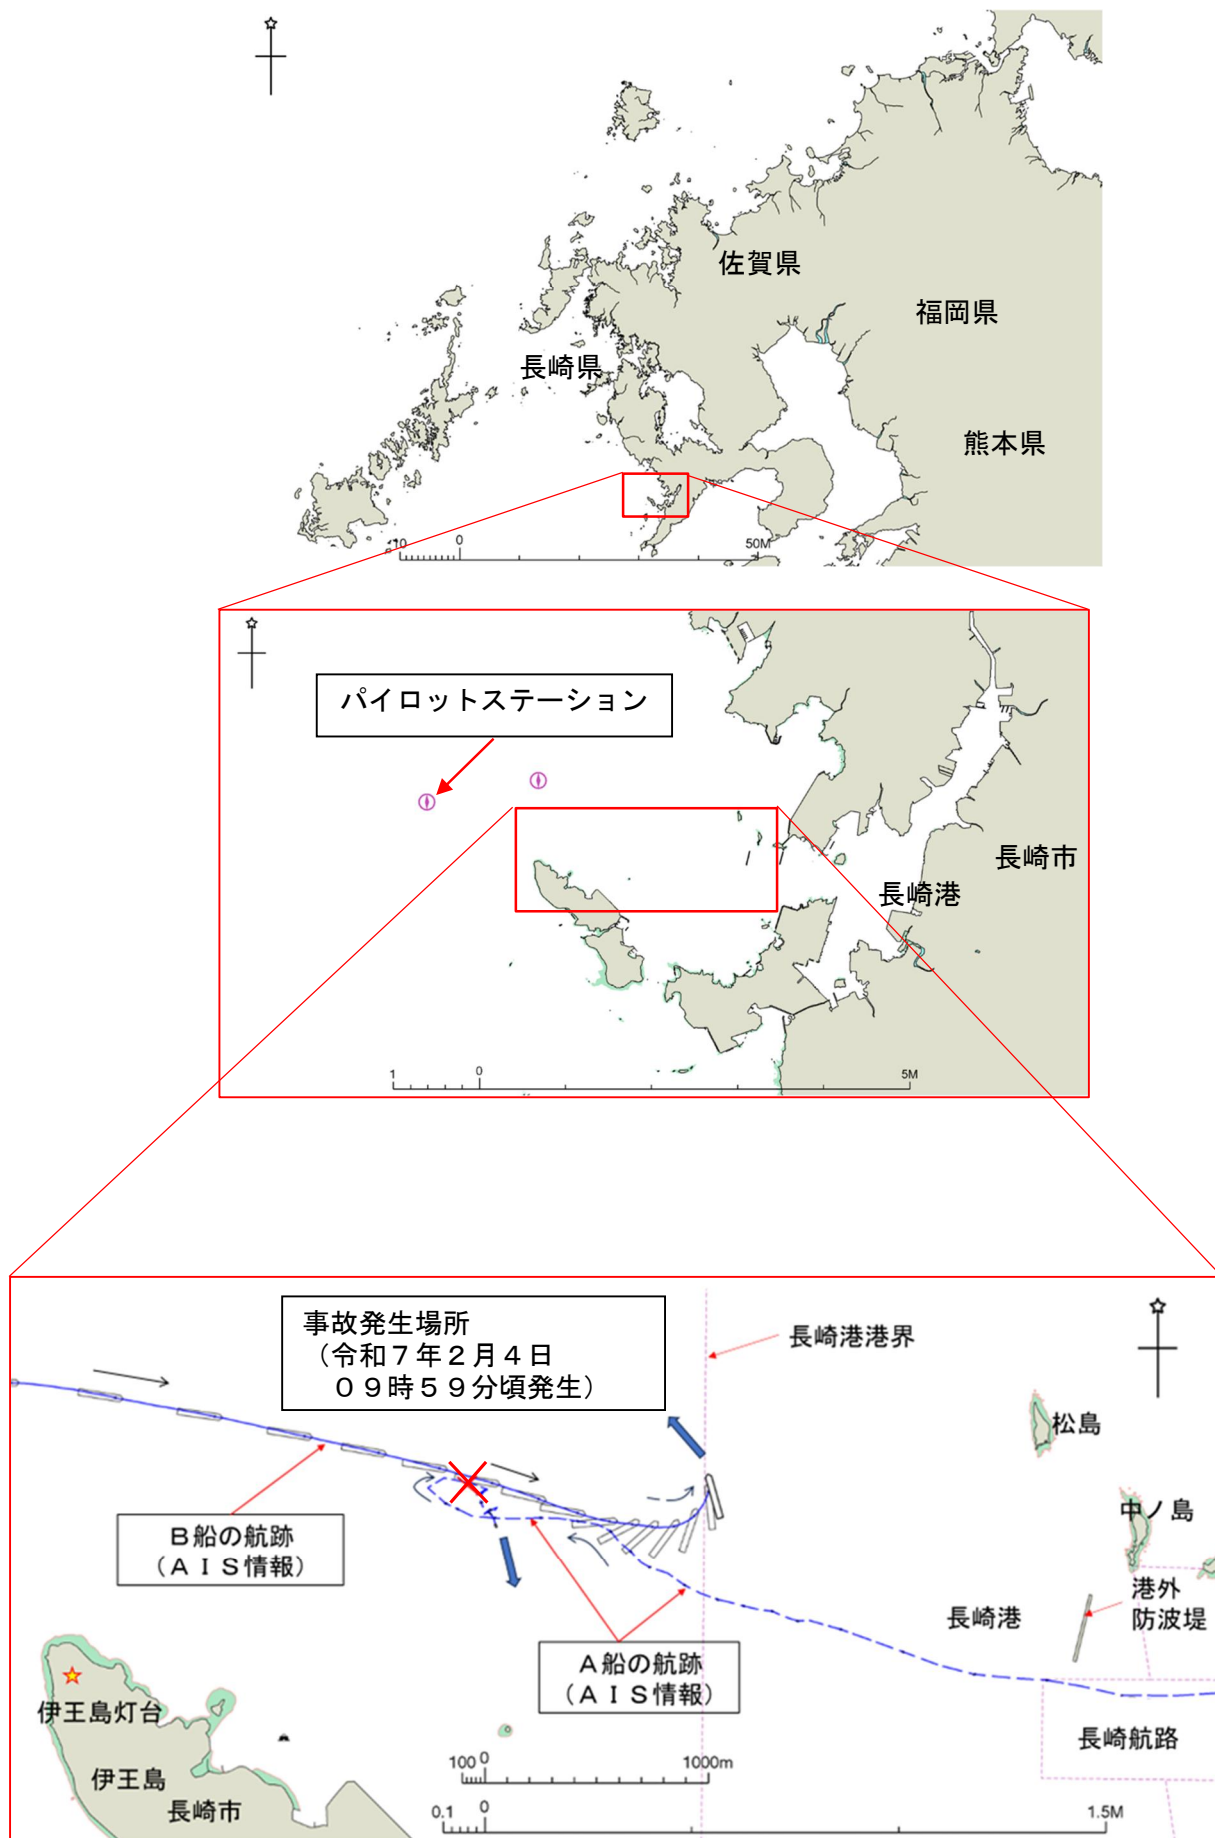 佐賀県
福岡県
長崎県
熊本県
10
0
50M
パイロットステーション
長崎市
長崎港
1
0
5M
事故発生場所
（令和７年２月４日
０９時５９分頃発生）
長崎港港界
松島
中ノ島
Ｂ船の航跡
（ＡＩＳ情報）
港外
防波堤
長崎港
Ａ船の航跡
（ＡＩＳ情報）
伊王島灯台
長崎航路
100
0
1000m
伊王島
長崎市
0.1
0
1.5M